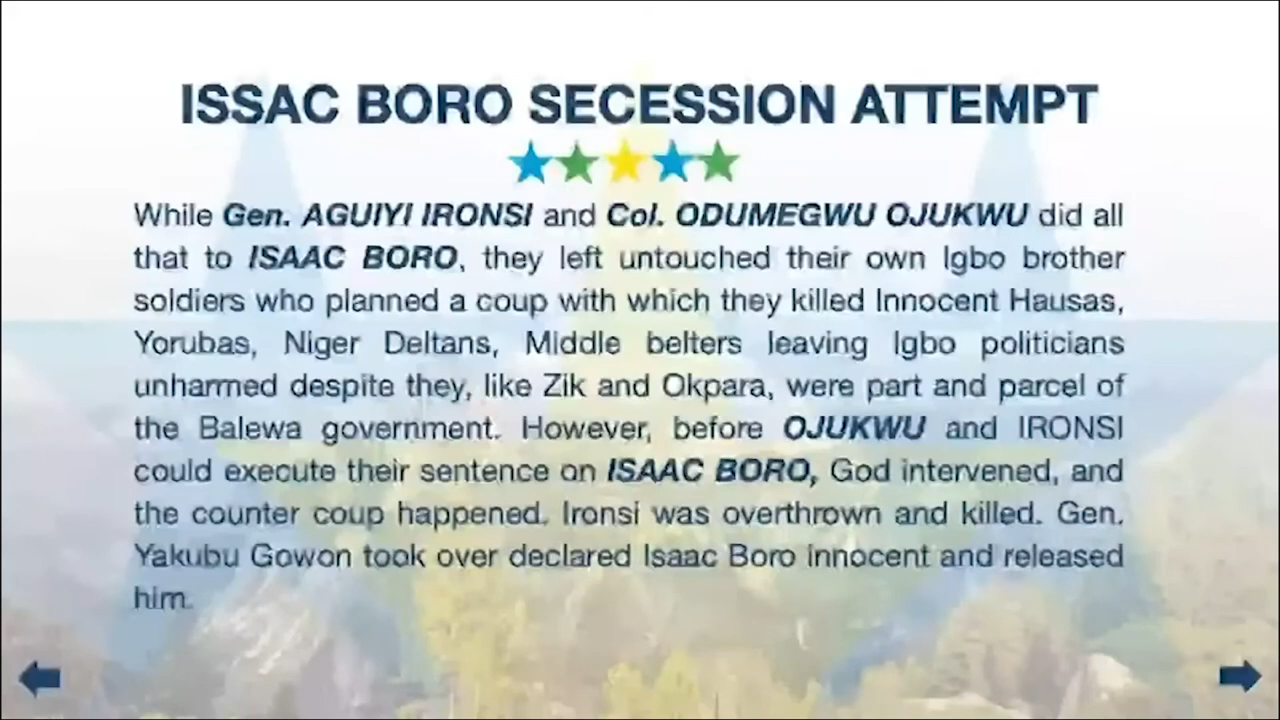 ISSAC BORO SECESSION ATTEMPT
While Gen. AGUIYI IRONSI and Col. ODUMEGWU OJUKWU did all
that to ISAAC BORO, they left untouched their own Igbo brother
soldiers who planned a coup with which they killed Innocent Hausas,
Yorubas, Niger Deltans, Middle belters leaving Igbo politicians
unharmed despite they, like Zik and Okpara, were part and parcel of
the Balewa government. However, before OJUKWU and IRONSI
could execute their sentence on ISAAC BORO, God intervened, and
the counter coup happened. Ironsi was overthrown and killed. Gen.
Yakubu Gowon took over declared Isaac Boro innocent and released
him.